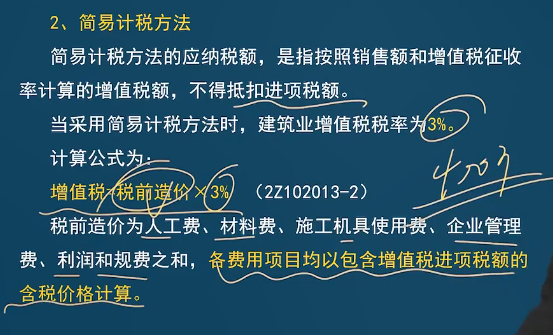 2、简易计税方法
简易计税方法的应纳税额，是指按照销售额和增值税征收
率计算的增值税额，不得抵扣进项税额。
当采用简易计税方法时，建筑业增值税税率为3%。
计算公式为：
增值税=税前造价×3% （2Z102013-2）
税前造价为人工费、材料费、施工机具使用费、企业管理
费、利润和规费之和，各费用项目均以包含增值税进项税额的
含税价格计算。